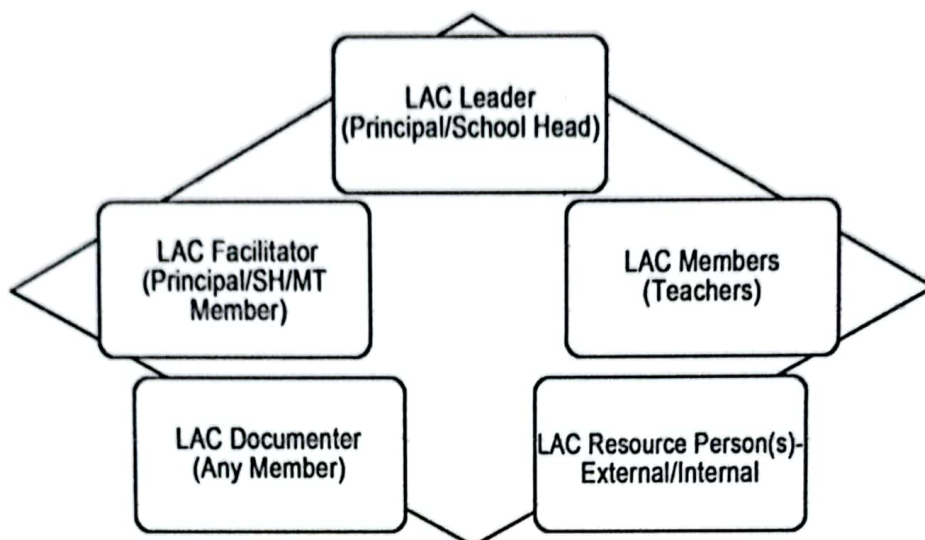 LAC Leader
(Principal/School Head)
LAC Facilitator
(Principal/SH/MT
Member)
LAC Members
(Teachers)
LAC Documenter
(Any Member)
LAC Resource Person(s)-
External/Internal